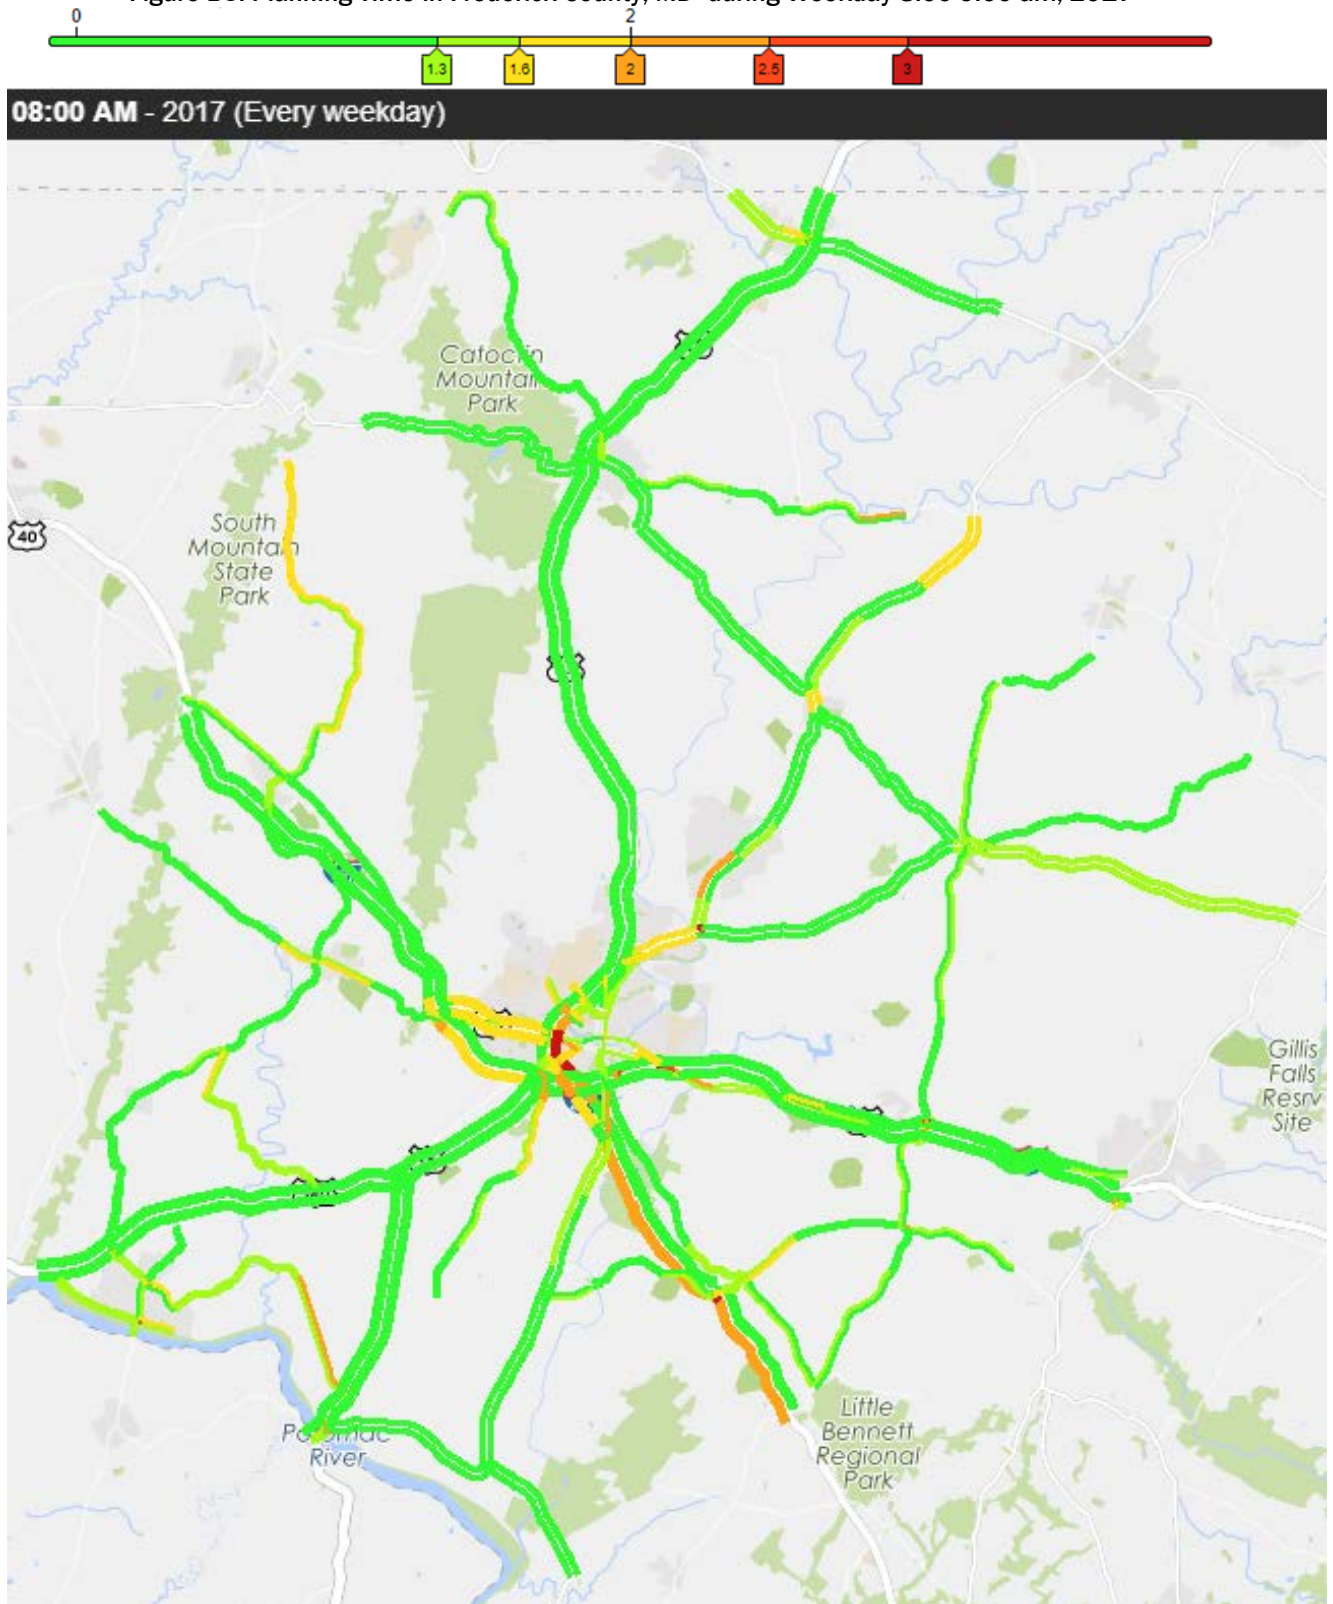 0 2
1.3 1.6 2 2.5 3
08:00 AM - 2017 (Every weekday)
Catoctin
Mountain
Park
40
South
Mountain
State
Park
Gillis
Falls
Resrv
Site
Little
Bennett
Regional
Park
Potomac
River